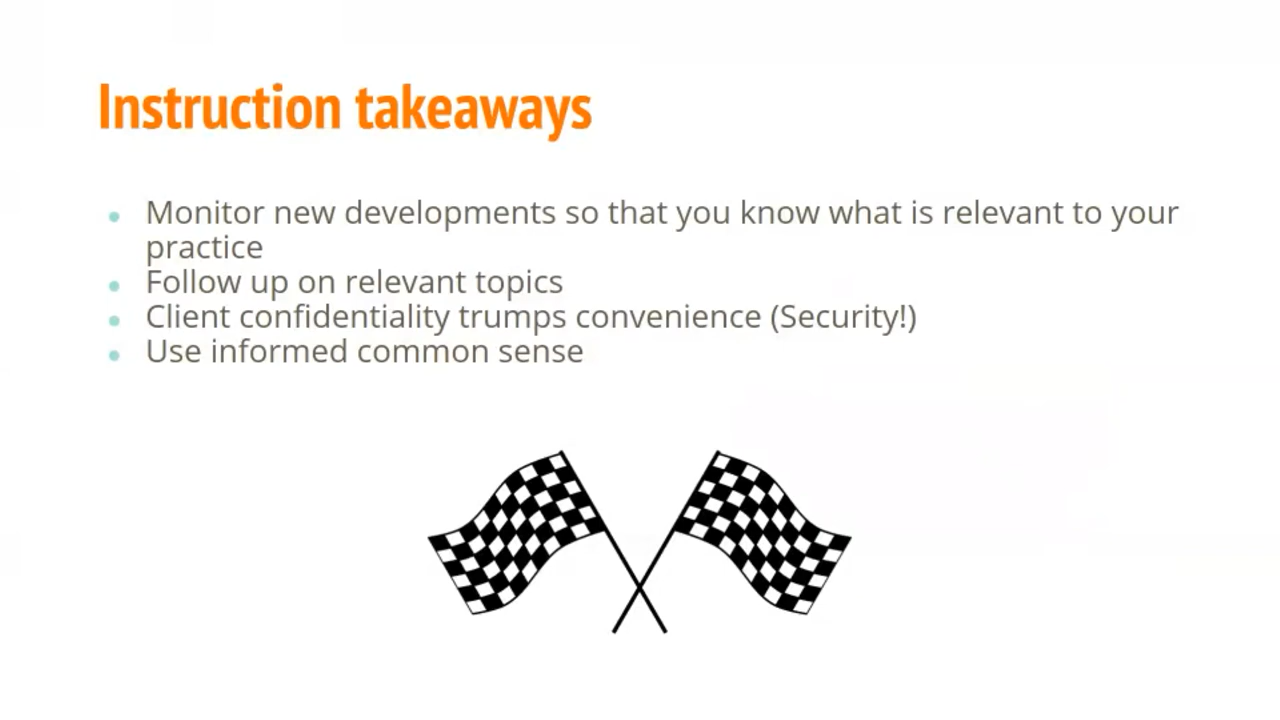 Instruction takeaways
• Monitor new developments so that you know what is relevant to your
practice
• Follow up on relevant topics
• Client confidentiality trumps convenience (Security!)
• Use informed common sense